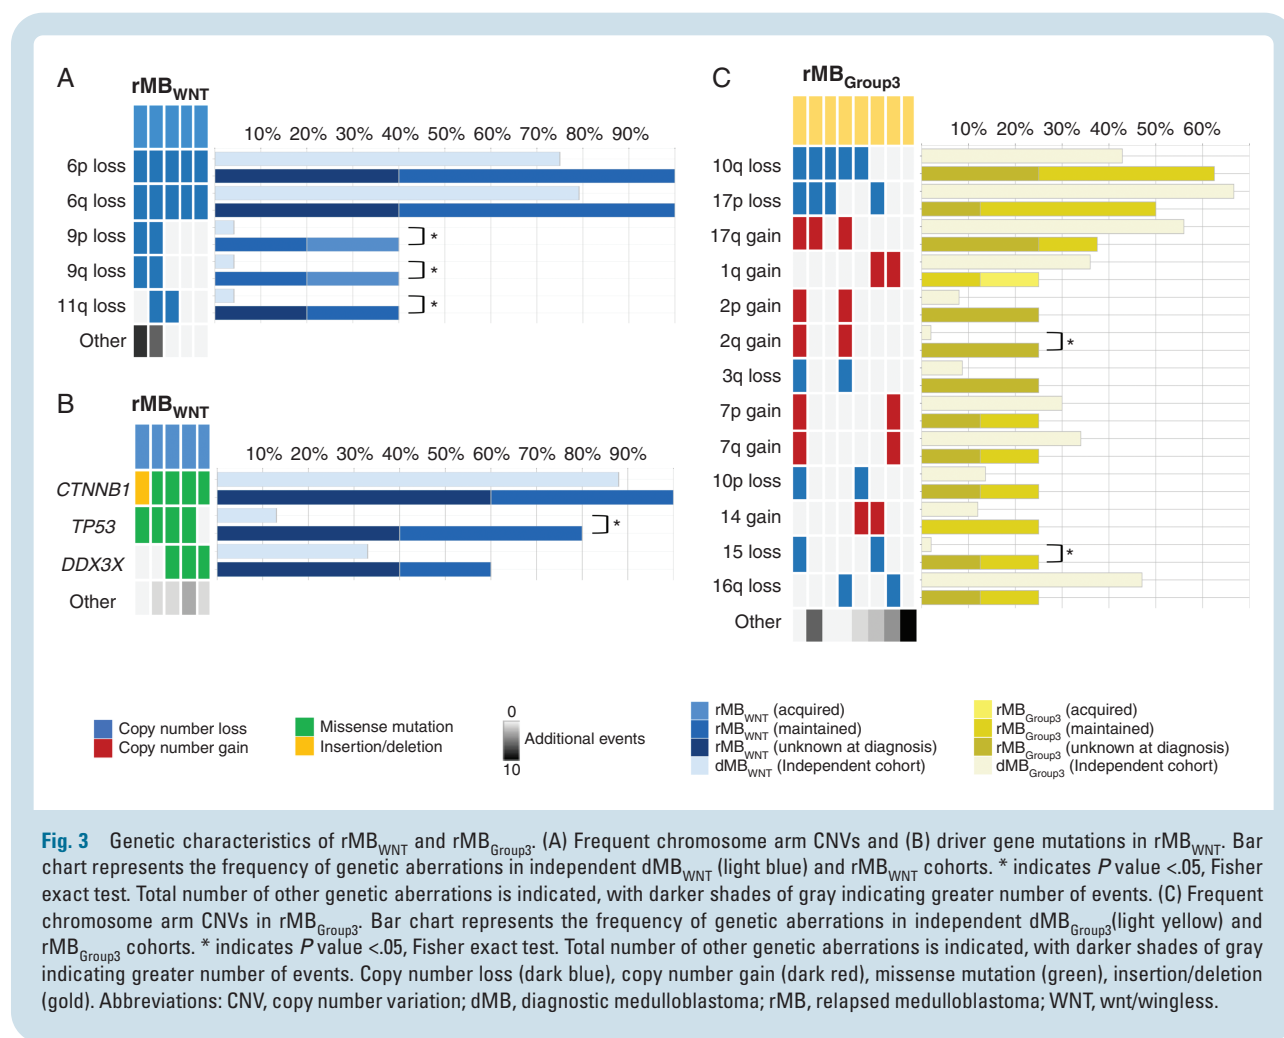 A
rMBWNT
10% 20% 30% 40% 50% 60% 70% 80% 90%
6p loss
6q loss
9p loss
*
9q loss
*
11q loss
*
Other
B
rMBWNT
10% 20% 30% 40% 50% 60% 70% 80% 90%
CTNNB1
TP53
*
DDX3X
Other
C
rMBGroup3
10% 20% 30% 40% 50% 60%
10q loss
17p loss
17q gain
1q gain
2p gain
2q gain
*
3q loss
7p gain
7q gain
10p loss
14 gain
15 loss
*
16q loss
Other
Copy number loss
Copy number gain
Missense mutation
Insertion/deletion
0
Additional events
10
rMBWNT (acquired)
rMBWNT (maintained)
rMBWNT (unknown at diagnosis)
dMBWNT (Independent cohort)
rMBGroup3 (acquired)
rMBGroup3 (maintained)
rMBGroup3 (unknown at diagnosis)
dMBGroup3 (Independent cohort)
Fig. 3 Genetic characteristics of rMBWNT and rMBGroup3. (A) Frequent chromosome arm CNVs and (B) driver gene mutations in rMBWNT. Bar
chart represents the frequency of genetic aberrations in independent dMBWNT (light blue) and rMBWNT cohorts. * indicates P value <.05, Fisher
exact test. Total number of other genetic aberrations is indicated, with darker shades of gray indicating greater number of events. (C) Frequent
chromosome arm CNVs in rMBGroup3. Bar chart represents the frequency of genetic aberrations in independent dMBGroup3(light yellow) and
rMBGroup3 cohorts. * indicates P value <.05, Fisher exact test. Total number of other genetic aberrations is indicated, with darker shades of gray
indicating greater number of events. Copy number loss (dark blue), copy number gain (dark red), missense mutation (green), insertion/deletion
(gold). Abbreviations: CNV, copy number variation; dMB, diagnostic medulloblastoma; rMB, relapsed medulloblastoma; WNT, wnt/wingless.